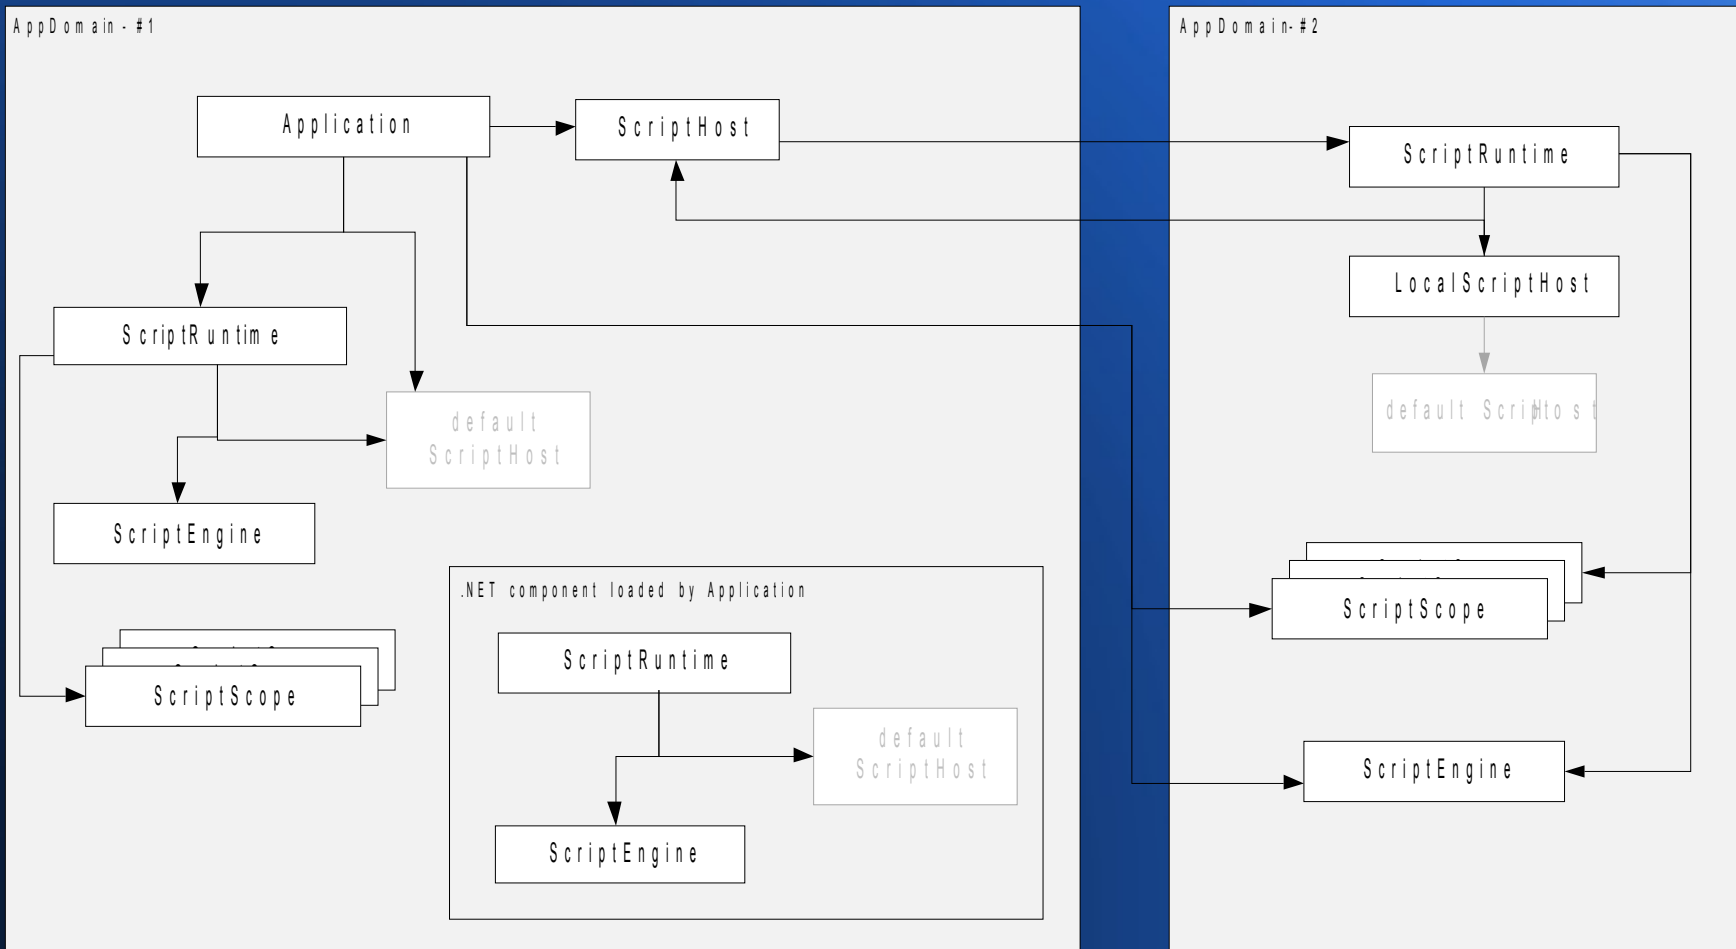 AppDomain - #1
AppDomain- #2
Application
ScriptHost
ScriptRuntime
ScriptRuntime
LocalScriptHost
default
ScriptHost
default ScriptHost
ScriptEngine
.NET component loaded by Application
ScriptScope
ScriptScope
ScriptRuntime
default
ScriptHost
ScriptEngine
ScriptEngine